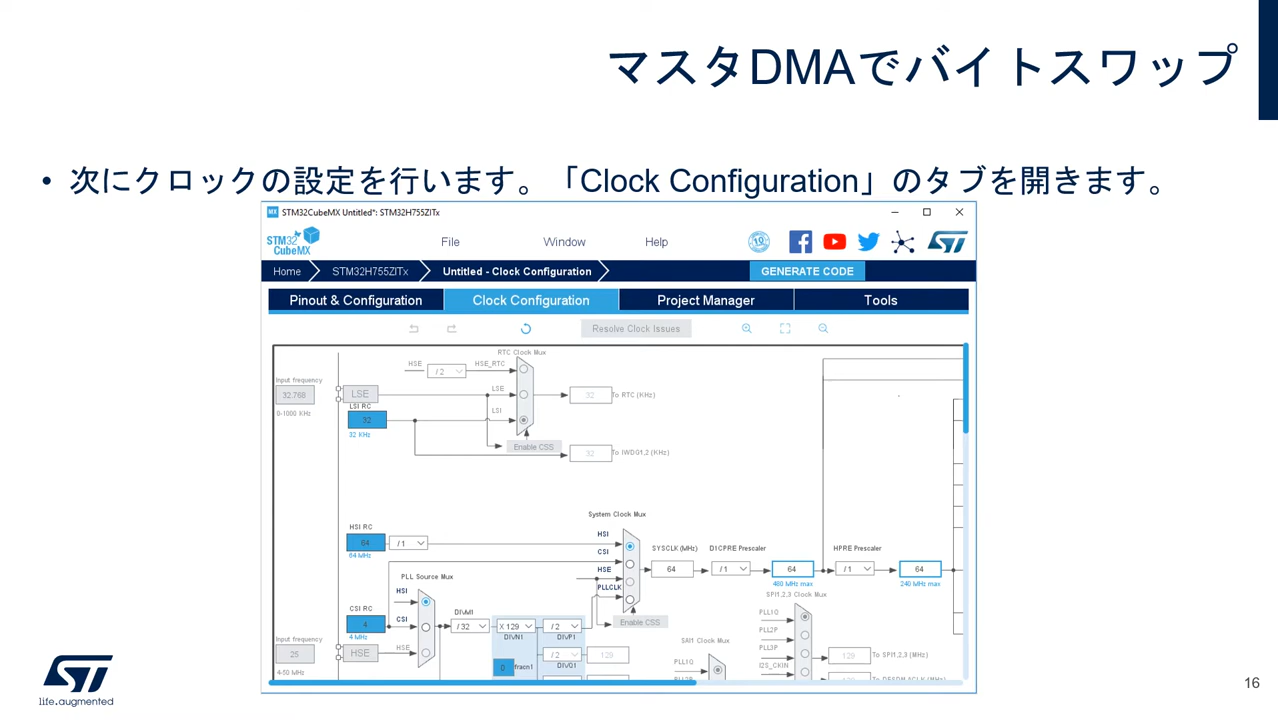 マスタDMAでバイトスワップ
• 次にクロックの設定を行います。「Clock Configuration」のタブを開きます。
MX STM32CubeMX Untitled*: STM32H755ZITx
STM32 CubeMX
File Window Help
10
ST
Home STM32H755ZITx Untitled - Clock Configuration GENERATE CODE
Pinout & Configuration Clock Configuration Project Manager Tools
Resolve Clock Issues
RTC Clock Mux
HSE / 2 HSE_RTC
Input frequency
32.768 LSE LSE 32 To RTC (KHz)
0-1000 KHz
LSI RC LSI
32
32 KHz
Enable CSS 32 To IWDG1,2 (KHz)
System Clock Mux
HSI RC HSI
64 / 1
64 MHz
CSI
SYSCLK (MHz) D1CPRE Prescaler HPRE Prescaler
HSE 64 / 1 64 / 1 64
480 MHz max 240 MHz max
PLL Source Mux PLLCLK
HSI
SPI1,2,3 Clock Mux
DIVM1
CSI RC CSI / 32 X 129 / 2 Enable CSS PLL1Q
4 DIVN1 DIVP1
4 MHz
PLL2P
Input frequency
25 HSE / 2 129 SAI1 Clock Mux PLL3P 129 To SPI1,2,3 (MHz)
4-50 MHz 0 fracn1 DIVQ1 PLL1Q I2S_CKIN
ST
life.augmented
16